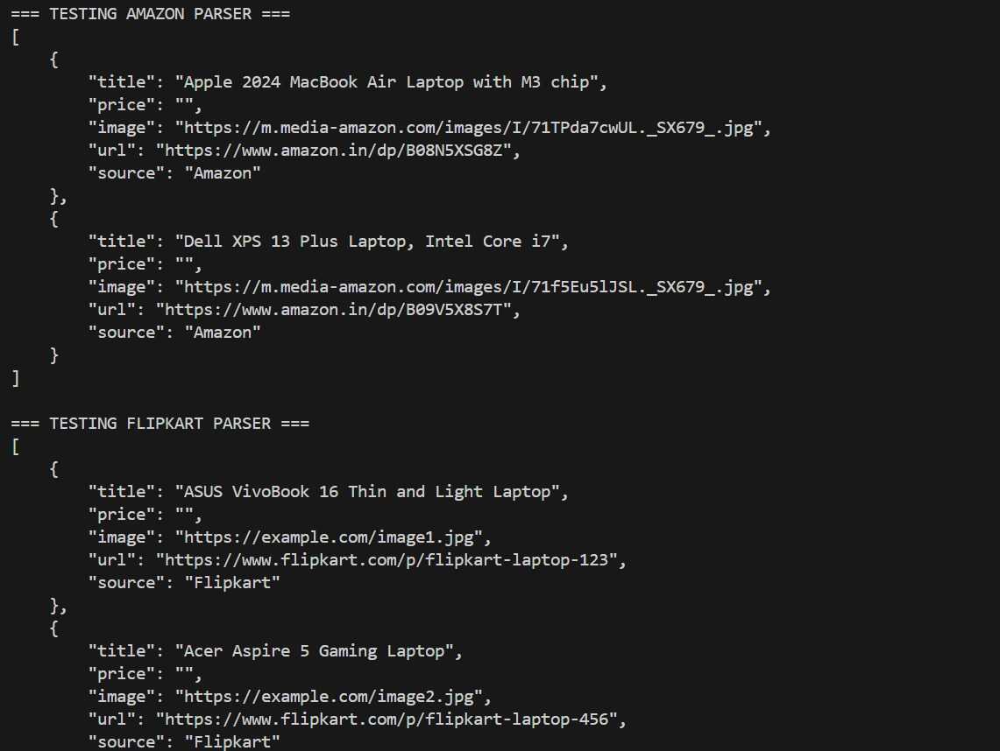 === TESTING AMAZON PARSER ===
[
    {
        "title": "Apple 2024 MacBook Air Laptop with M3 chip",
        "price": "",
        "image": "https://m.media-amazon.com/images/I/71TPda7cwUL._SX679_.jpg",
        "url": "https://www.amazon.in/dp/B08N5XSG8Z",
        "source": "Amazon"
    },
    {
        "title": "Dell XPS 13 Plus Laptop, Intel Core i7",
        "price": "",
        "image": "https://m.media-amazon.com/images/I/71f5Eu5lJSL._SX679_.jpg",
        "url": "https://www.amazon.in/dp/B09V5X8S7T",
        "source": "Amazon"
    }
]

=== TESTING FLIPKART PARSER ===
[
    {
        "title": "ASUS VivoBook 16 Thin and Light Laptop",
        "price": "",
        "image": "https://example.com/image1.jpg",
        "url": "https://www.flipkart.com/p/flipkart-laptop-123",
        "source": "Flipkart"
    },
    {
        "title": "Acer Aspire 5 Gaming Laptop",
        "price": "",
        "image": "https://example.com/image2.jpg",
        "url": "https://www.flipkart.com/p/flipkart-laptop-456",
        "source": "Flipkart"